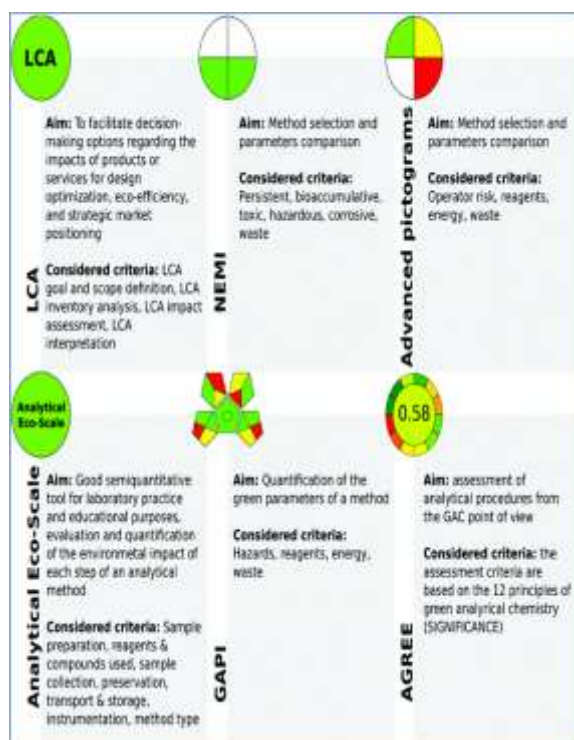 LCA
Aim: To facilitate decision-
making options regarding the
impacts of products or
services for design
optimization, eco-efficiency,
and strategic market
positioning
Considered criteria: LCA
goal and scope definition, LCA
inventory analysis, LCA impact
assessment, LCA
interpretation
LCA
Aim: Method selection and
parameters comparison
Considered criteria:
Persistent, bioaccumulative,
toxic, hazardous, corrosive,
waste
NEMI
Aim: Method selection and
parameters comparison
Considered criteria:
Operator risk, reagents,
energy, waste
Advanced pictograms
Analytical
Eco-Scale
Aim: Good semiquantitative
tool for laboratory practice
and educational purposes,
evaluation and quantification
of the environmetal impact of
each step of an analytical
method
Considered criteria: Sample
preparation, reagents &
compounds used, sample
collection, preservation,
transport & storage,
instrumentation, method type
Analytical Eco-Scale
Aim: Quantification of the
green parameters of a method
Considered criteria:
Hazards, reagents, energy,
waste
GAPI
0.58
Aim: assessment of
analytical procedures from
the GAC point of view
Considered criteria: the
assessment criteria are
based on the 12 principles of
green analytical chemistry
(SIGNIFICANCE)
AGREE